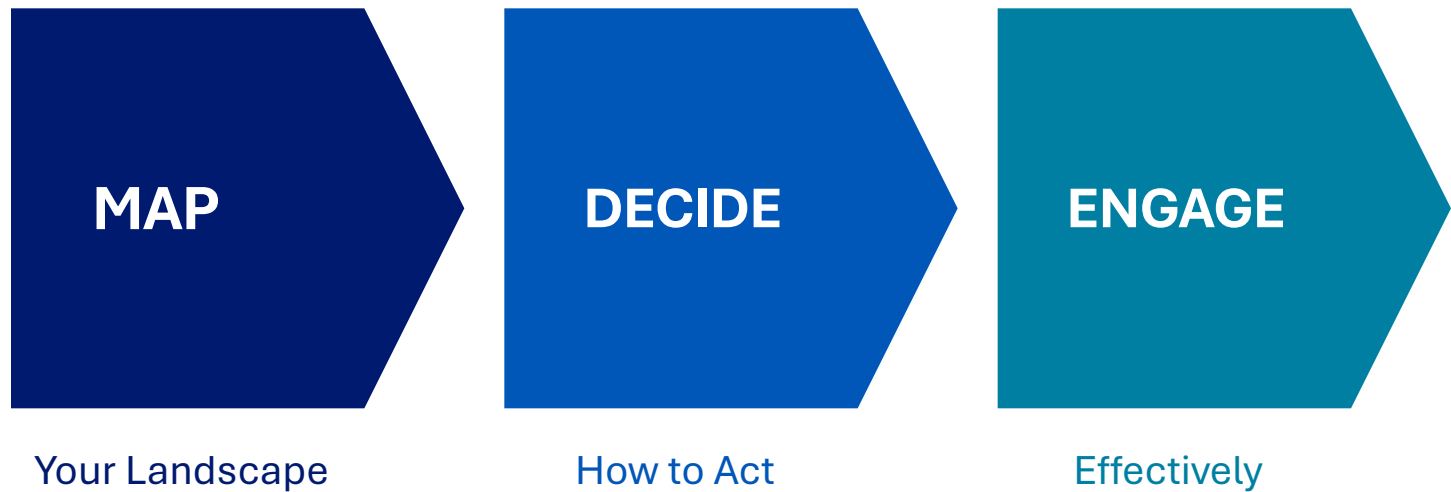 MAP
DECIDE
ENGAGE
Your Landscape
How to Act
Effectively